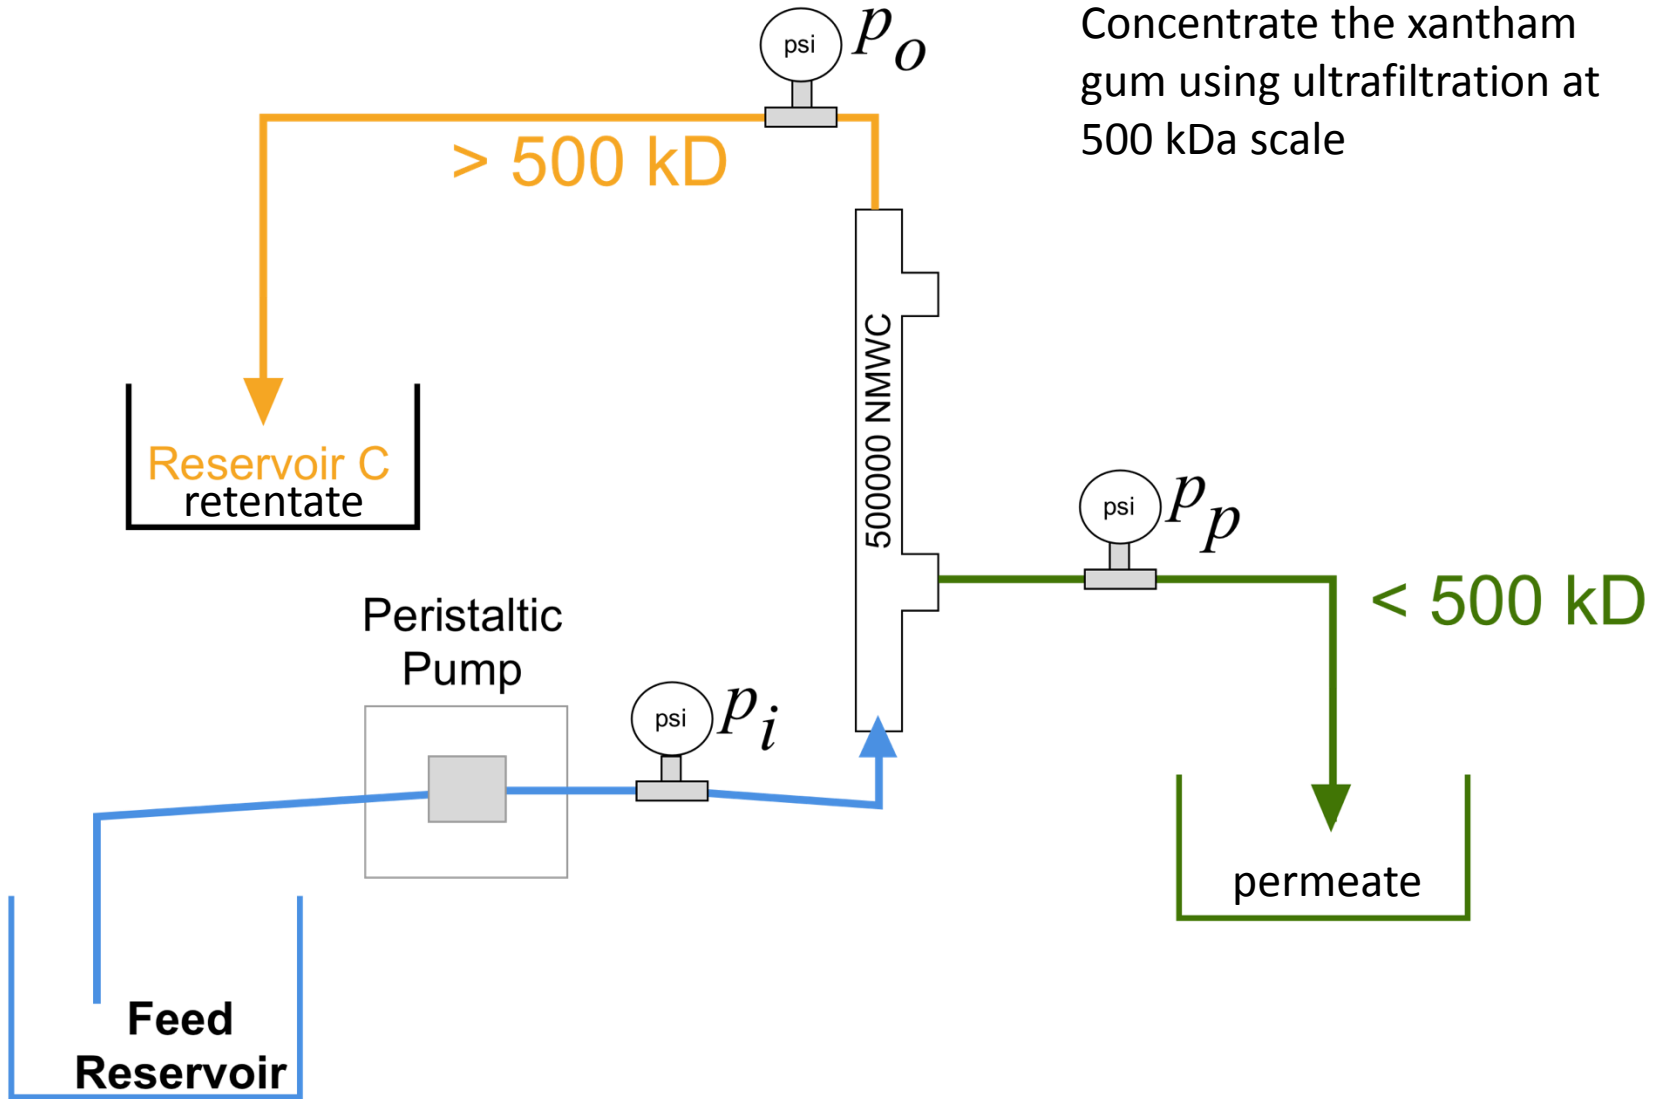 psi
p_o
Concentrate the xantham
gum using ultrafiltration at
500 kDa scale
> 500 kD
500000 NMWC
Reservoir C
retentate
psi
p_p
< 500 kD
Peristaltic
Pump
psi
p_i
permeate
Feed
Reservoir